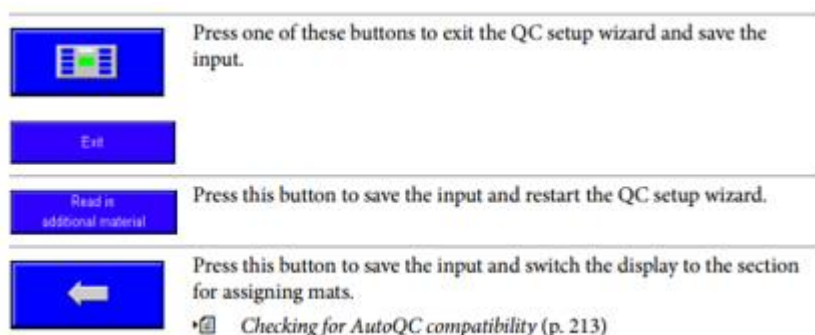 Press one of these buttons to exit the QC setup wizard and save the
input.
Exit
Read in
additional material
Press this button to save the input and restart the QC setup wizard.
Press this button to save the input and switch the display to the section
for assigning mats.
Checking for AutoQC compatibility (p. 213)